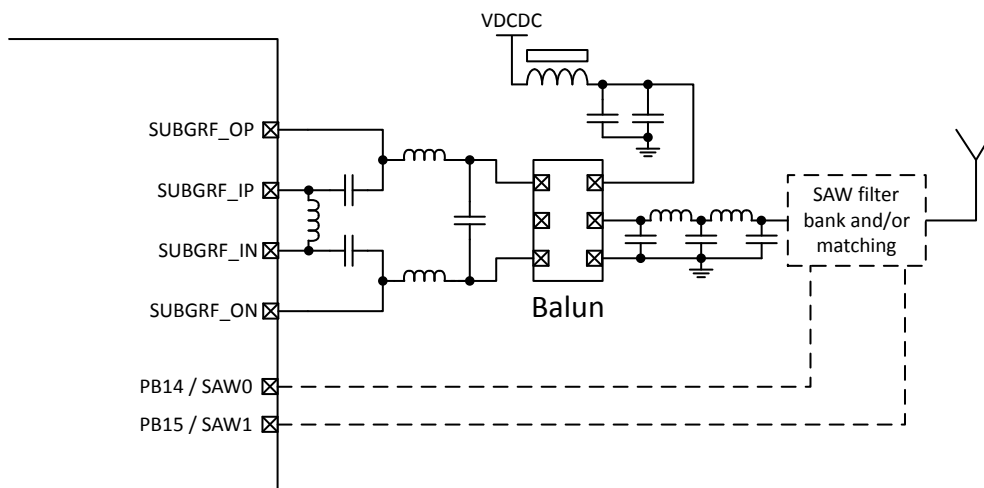 VDCDC
SUBGRF_OP
SUBGRF_IP
SUBGRF_IN
SUBGRF_ON
SAW filter
bank and/or
matching
Balun
PB14 / SAW0
PB15 / SAW1